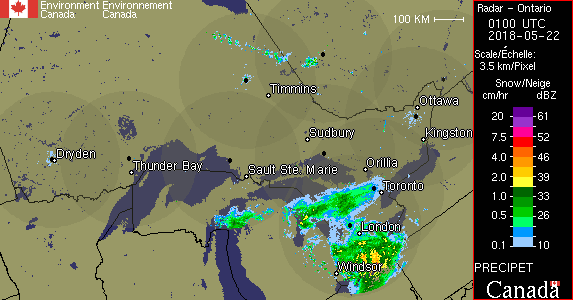 Environment Environnement
Canada Canada
100 KM
Timmins
Ottawa
Sudbury
Kingston
Dryden
Thunder Bay
Sault Ste. Marie
Orillia
Toronto
London
Windsor
Radar - Ontario
0100 UTC
2018-05-22
Scale/Échelle:
3.5 km/Pixel
Snow/Neige
cm/hr dBZ
20 61
7.5 52
4.0 46
2.0 39
1.0 33
0.5 26
0.1 10
PRECIPET
Canada